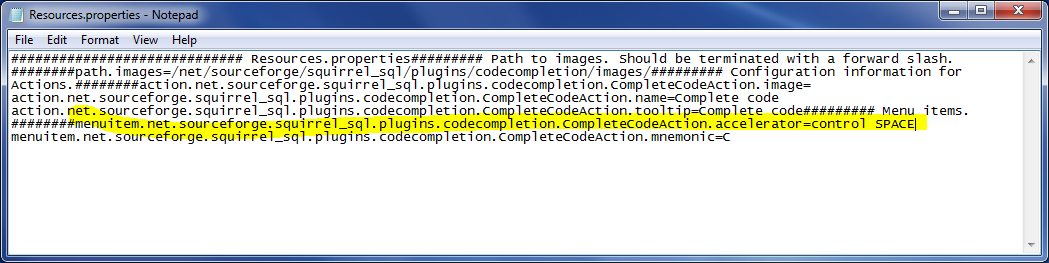 Resources.properties - Notepad
File Edit Format View Help
############################# Resources.properties######### Path to images. Should be terminated with a forward slash.
########path.images=/net/sourceforge/squirrel_sql/plugins/codecompletion/images/######### Configuration information for
Actions.########action.net.sourceforge.squirrel_sql.plugins.codecompletion.CompleteCodeAction.image=
action.net.sourceforge.squirrel_sql.plugins.codecompletion.CompleteCodeAction.name=Complete code
action.net.sourceforge.squirrel_sql.plugins.codecompletion.CompleteCodeAction.tooltip=Complete code######### Menu items.
########menuitem.net.sourceforge.squirrel_sql.plugins.codecompletion.CompleteCodeAction.accelerator=control SPACE
menuitem.net.sourceforge.squirrel_sql.plugins.codecompletion.CompleteCodeAction.mnemonic=C